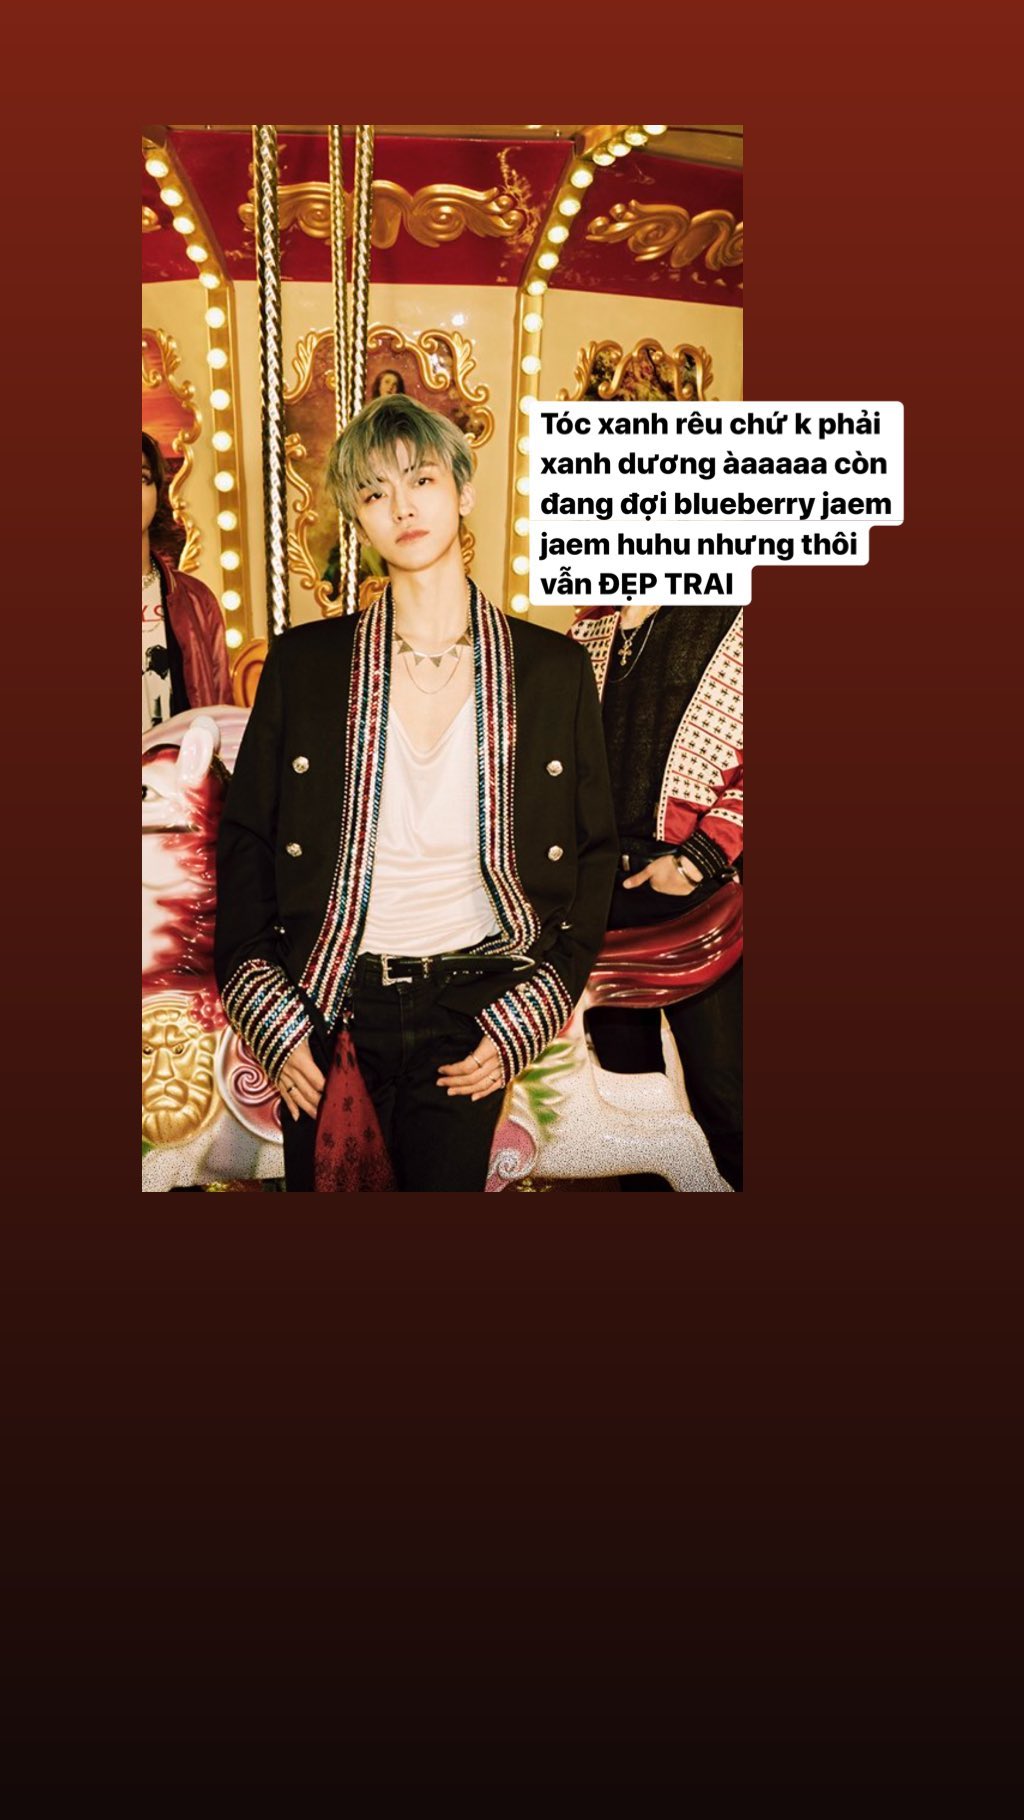 Tóc xanh rêu chứ k phải
xanh dương àaaaaa còn
đang đợi blueberry jaem
jaem huhu nhưng thôi
vẫn ĐẸP TRAI